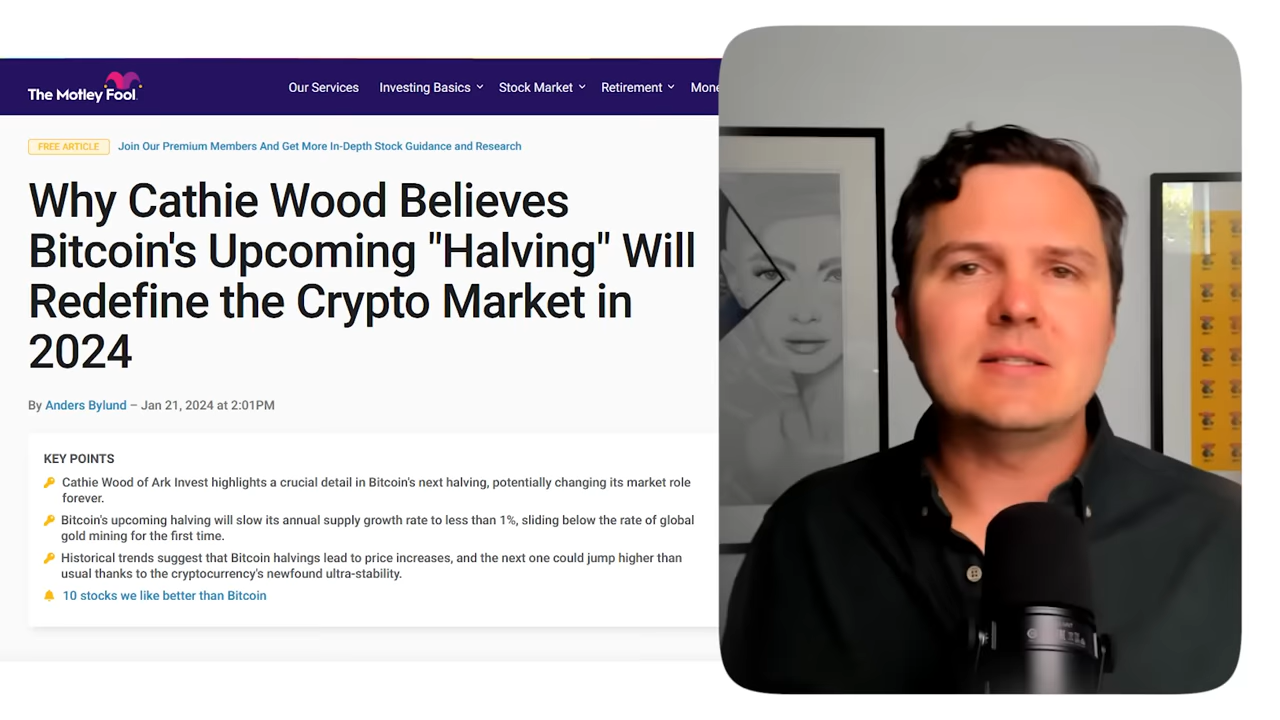 The Motley Fool.
Our Services
Investing Basics
Stock Market
Retirement
FREE ARTICLE
Join Our Premium Members And Get More In-Depth Stock Guidance and Research
Why Cathie Wood Believes
Bitcoin's Upcoming "Halving" Will
Redefine the Crypto Market in
2024
By Anders Bylund – Jan 21, 2024 at 2:01PM
KEY POINTS
Cathie Wood of Ark Invest highlights a crucial detail in Bitcoin's next halving, potentially changing its market role
forever.
Bitcoin's upcoming halving will slow its annual supply growth rate to less than 1%, sliding below the rate of global
gold mining for the first time.
Historical trends suggest that Bitcoin halvings lead to price increases, and the next one could jump higher than
usual thanks to the cryptocurrency's newfound ultra-stability.
10 stocks we like better than Bitcoin